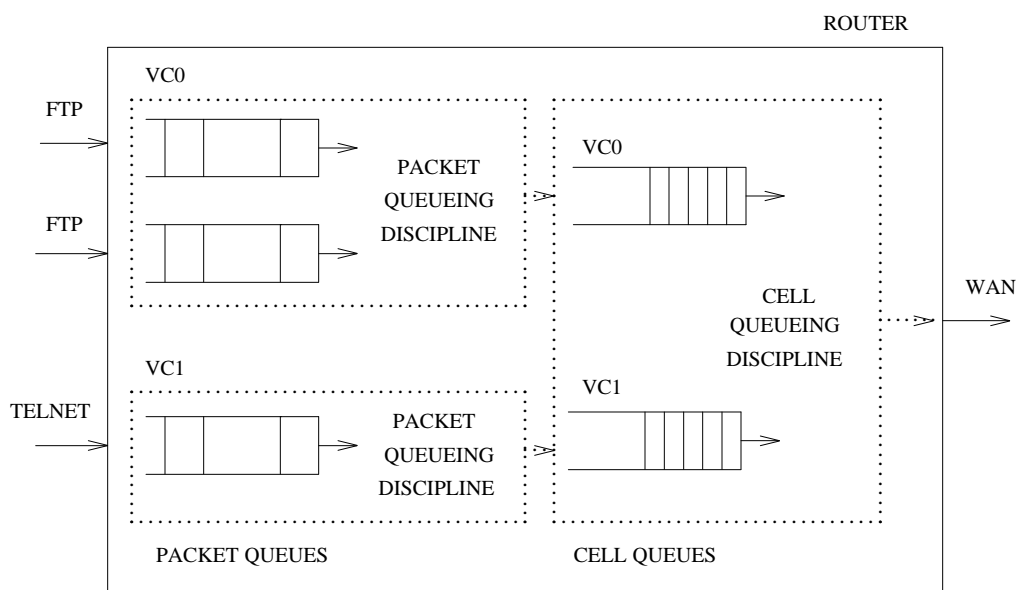 ROUTER
VC0
FTP
PACKET
QUEUEING
DISCIPLINE
VC0
FTP
CELL
QUEUEING
DISCIPLINE
WAN
VC1
VC1
TELNET
PACKET
QUEUEING
DISCIPLINE
PACKET QUEUES
CELL QUEUES